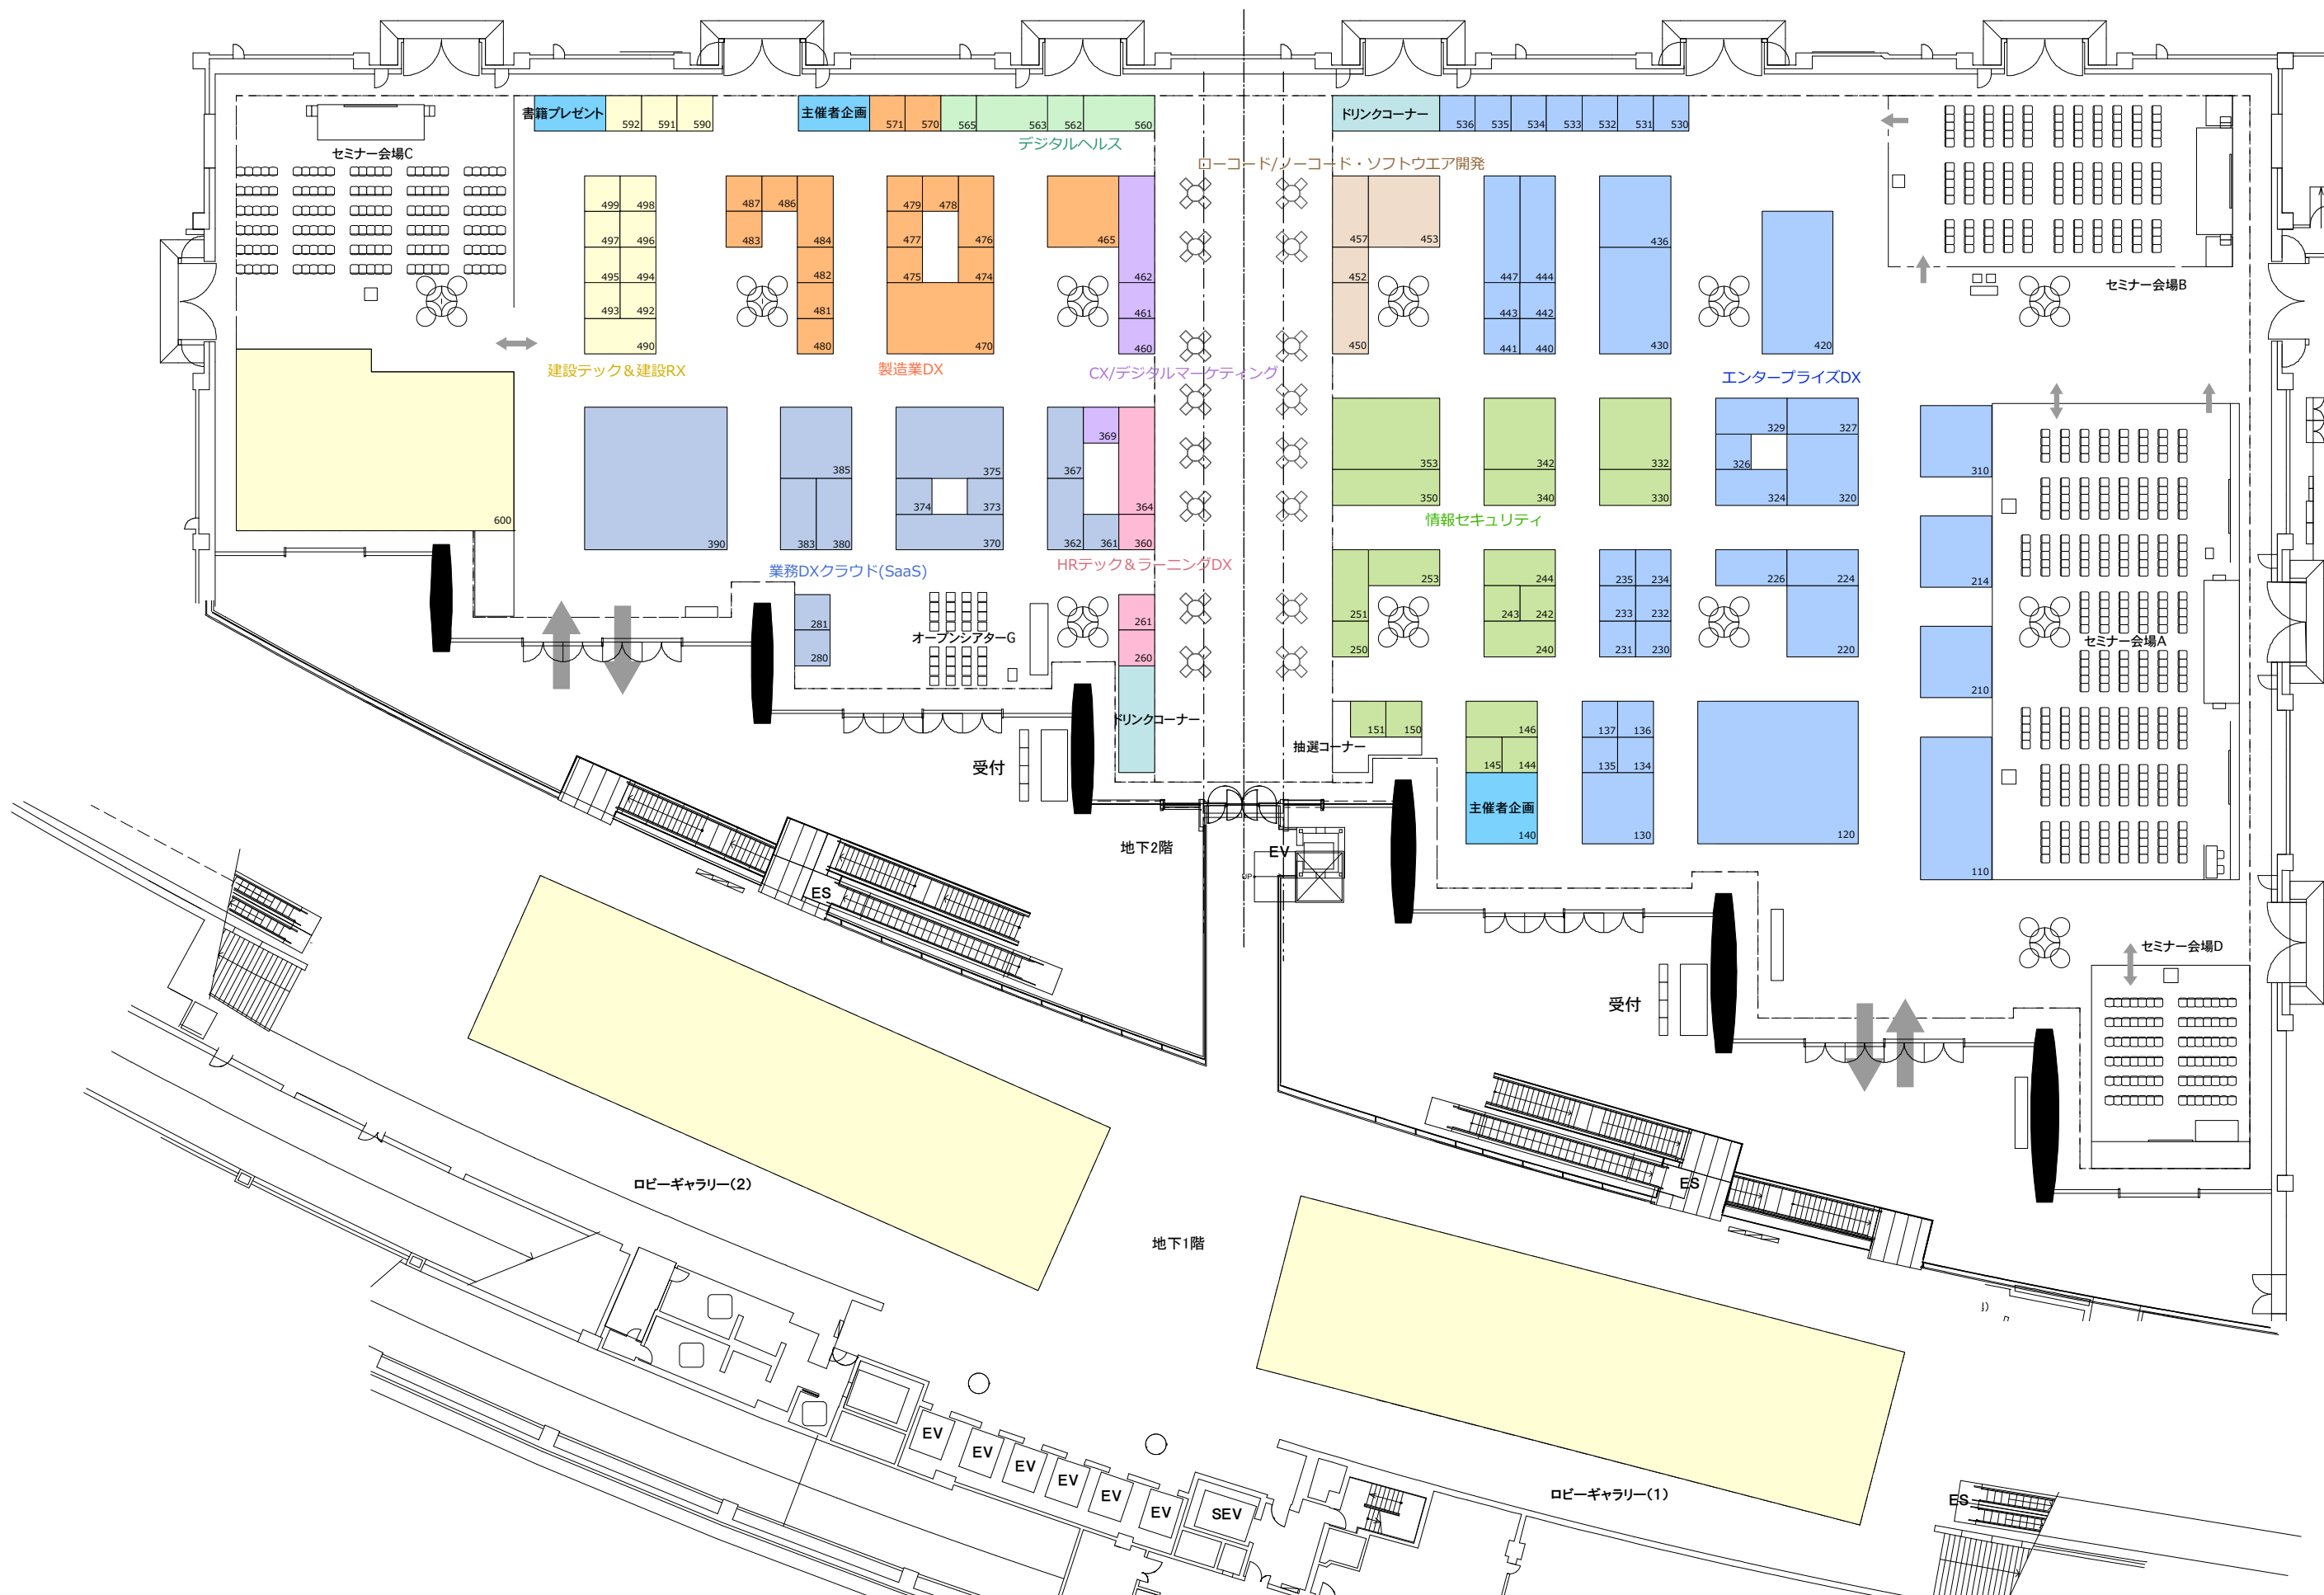 書籍プレゼント 592 591 590
主催者企画 571 570 565 563 562 560
ドリンクコーナー 536 535 534 533 532 531 530
デジタルヘルス
セミナー会場C
ローコード/ノーコード・ソフトウエア開発
499 498
497 496
495 494
493 492
490
487 486
483 484
482
481
480
479 478
477 476
475 474
470
465
462
461
460
457 453
452
450
447 444
443 442
441 440
436
430
420
セミナー会場B
建設テック＆建設RX
製造業DX
CX/デジタルマーケティング
エンタープライズDX
600
390
385
383 380
375
374 373
370
369
367
364
362 361 360
353
350
342
340
332
330
329 327
326
324 320
310
情報セキュリティ
業務DXクラウド(SaaS)
HRテック＆ラーニングDX
281
280
オープンシアターG
261
260
ドリンクコーナー
253
251
250
244
243 242
240
235 234
233 232
231 230
226 224
220
214
210
セミナー会場A
受付
抽選コーナー
151 150
146
145 144
主催者企画
140
137 136
135 134
130
120
110
地下2階
EV
UP
ES
セミナー会場D
受付
ES
ロビーギャラリー(2)
地下1階
EV
EV
EV
EV
EV
EV
SEV
ロビーギャラリー(1)
ES